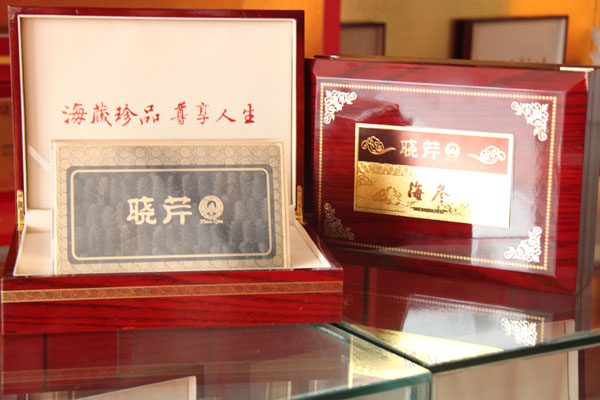 海藏珍品 尊享人生
晓芹
晓芹
海参